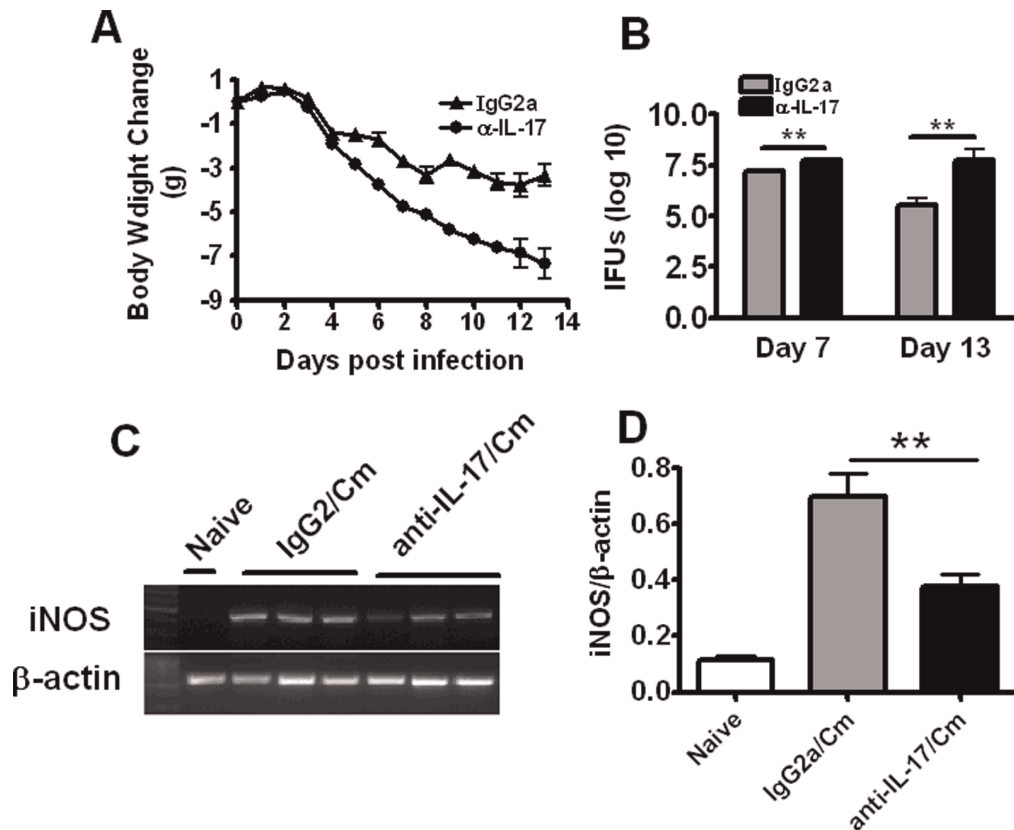 A
Body Wdight Change
(g)
1
-1
-3
-5
-7
-9
IgG2a
α-IL-17
0 2 4 6 8 10 12 14
Days post infection
B
IgG2a
α-IL-17
IFUs (log 10)
10.0
7.5
5.0
2.5
0.0
**
**
Day 7
Day 13
C
Naive
IgG2/Cm
anti-IL-17/Cm
iNOS
β-actin
D
iNOS/β-actin
0.8
0.6
0.4
0.2
0.0
**
Naive
IgG2a/Cm
anti-IL-17/Cm